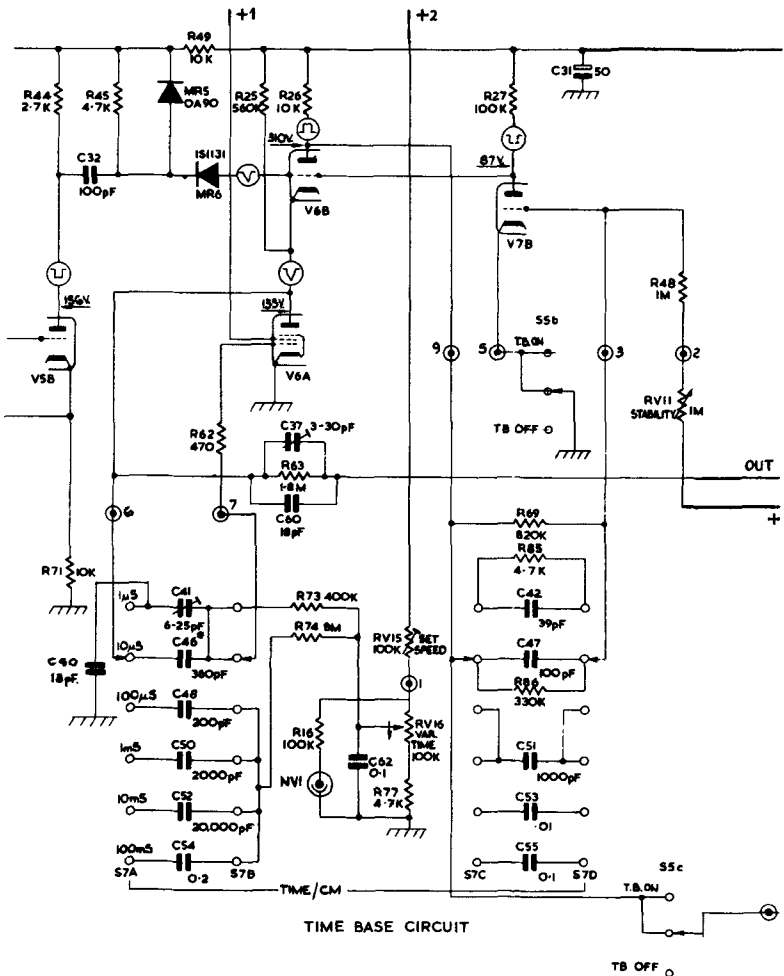 +1
+2
R49
10K
R44
2.7K
R45
4.7K
MR5
OA90
R25
560K
R26
10K
R27
100K
C31
50
310V.
87V.
C32
100pF
1S1131
MR6
V6B
V7B
R48
1M
156V.
155V.
S5b
T.B.ON
9
5
3
2
V5B
V6A
RV11
STABILITY
1M
TB OFF
R62
470
C37
3-30pF
R63
1.8M
C60
18pF
OUT
+
6
7
R69
820K
R85
4.7K
R71
10K
1µS
C41
6-25pF
R73 400K
C42
39pF
R74 8M
RV15
100K
SET
SPEED
10µS
C46
360pF
C47
100pF
C40
18pF.
R86
330K
1
100µS
C48
200pF
R16
100K
RV16
VAR.
TIME
100K
1mS
C50
2000pF
C51
1000pF
NV1
C62
0.1
R77
4.7K
10mS
C52
20,000pF
C53
.01
100mS
C54
0.2
C55
0.1
S7A
S7B
S7C
S7D
TIME/CM
S5c
T.B.ON
TIME BASE CIRCUIT
TB OFF